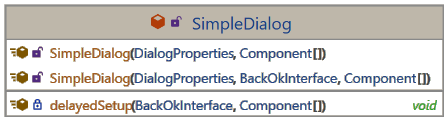 SimpleDialog
SimpleDialog(DialogProperties, Component[])
SimpleDialog(DialogProperties, BackOkInterface, Component[])
delayedSetup(BackOkInterface, Component[]) void